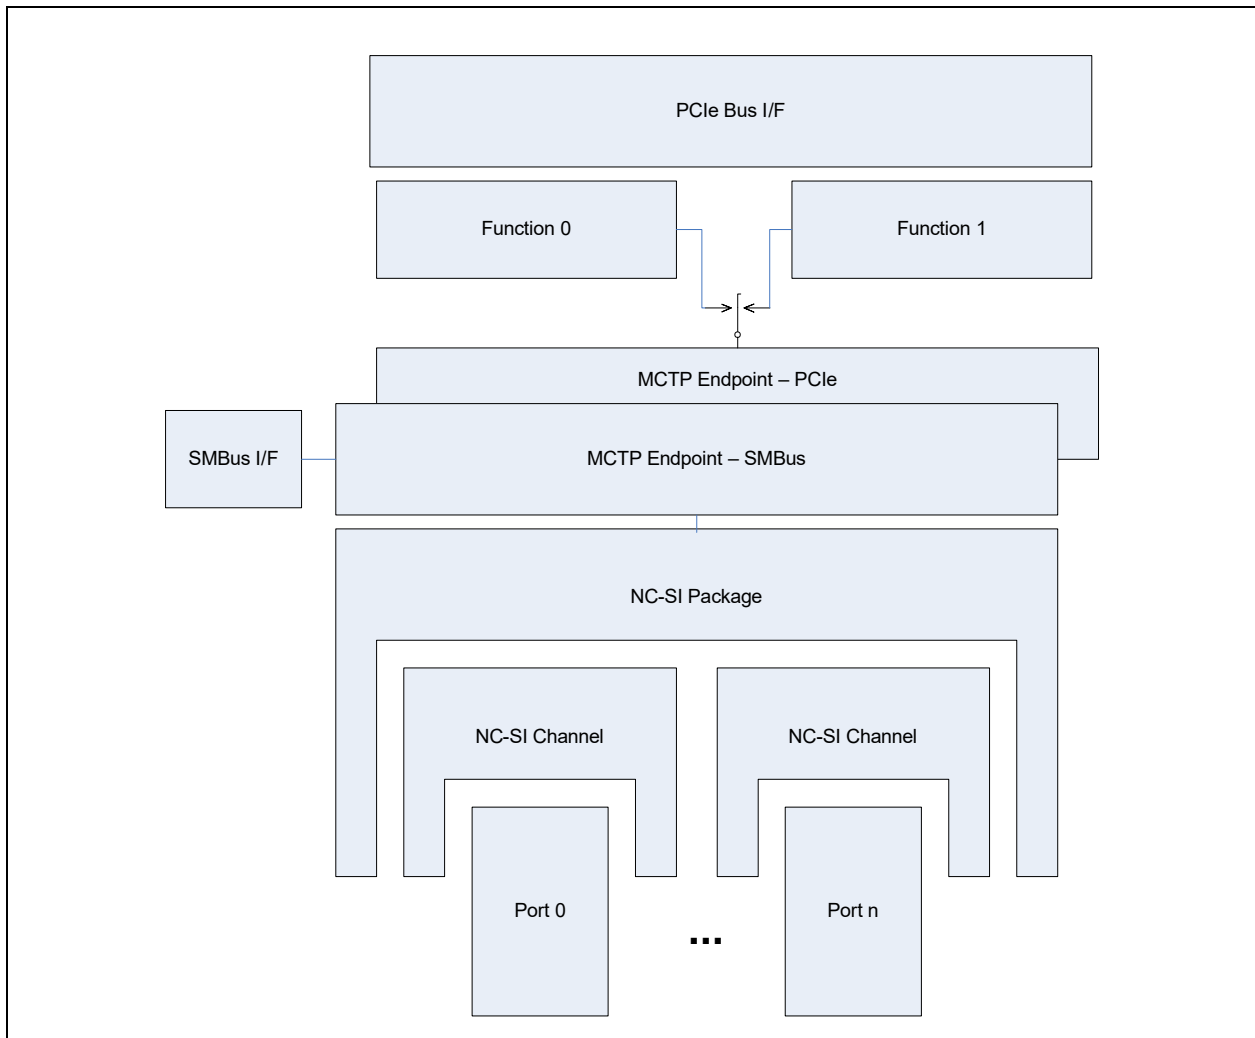 PCIe Bus I/F
Function 0
Function 1
MCTP Endpoint – PCIe
SMBus I/F
MCTP Endpoint – SMBus
NC-SI Package
NC-SI Channel
NC-SI Channel
Port 0
...
Port n